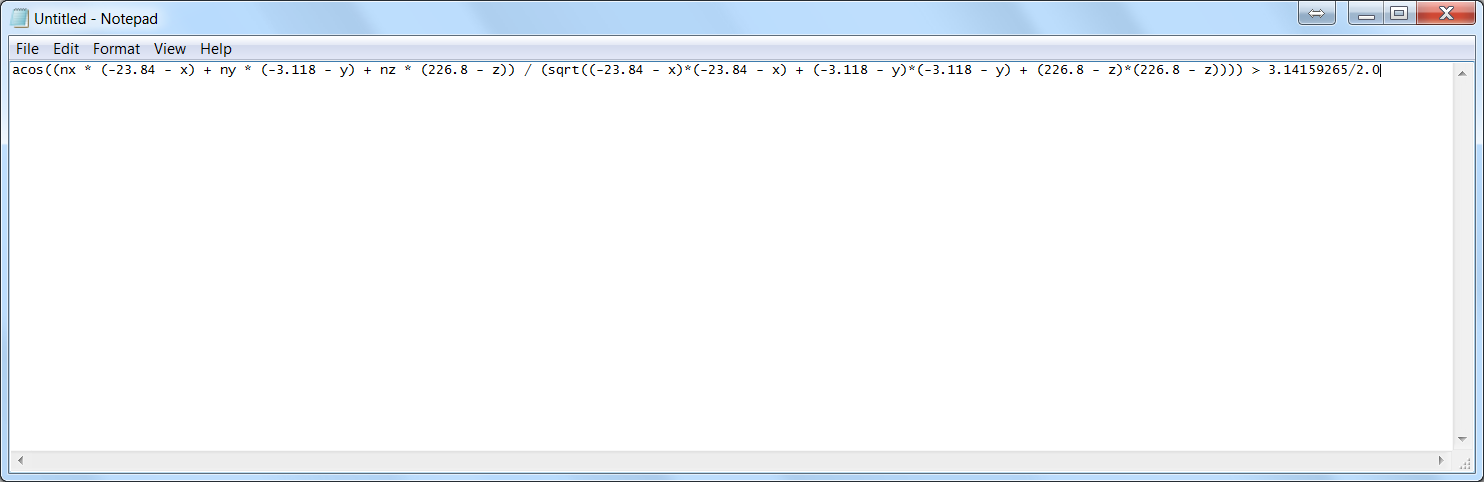 Untitled - Notepad
File Edit Format View Help
acos((nx * (-23.84 - x) + ny * (-3.118 - y) + nz * (226.8 - z)) / (sqrt((-23.84 - x)*(-23.84 - x) + (-3.118 - y)*(-3.118 - y) + (226.8 - z)*(226.8 - z)))) > 3.14159265/2.0